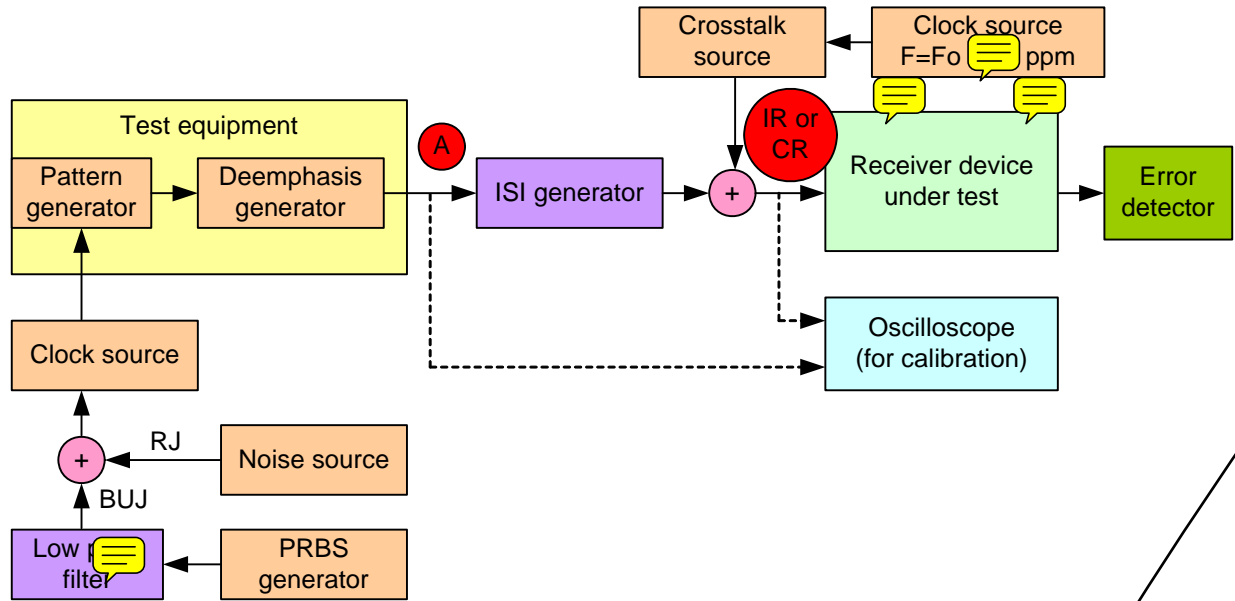 Crosstalk
source
Clock source
F=Fo ppm
Test equipment
A
IR or
CR
Pattern
generator
Deemphasis
generator
ISI generator
+
Receiver device
under test
Error
detector
Clock source
Oscilloscope
(for calibration)
RJ
+
Noise source
BUJ
Low
filter
PRBS
generator